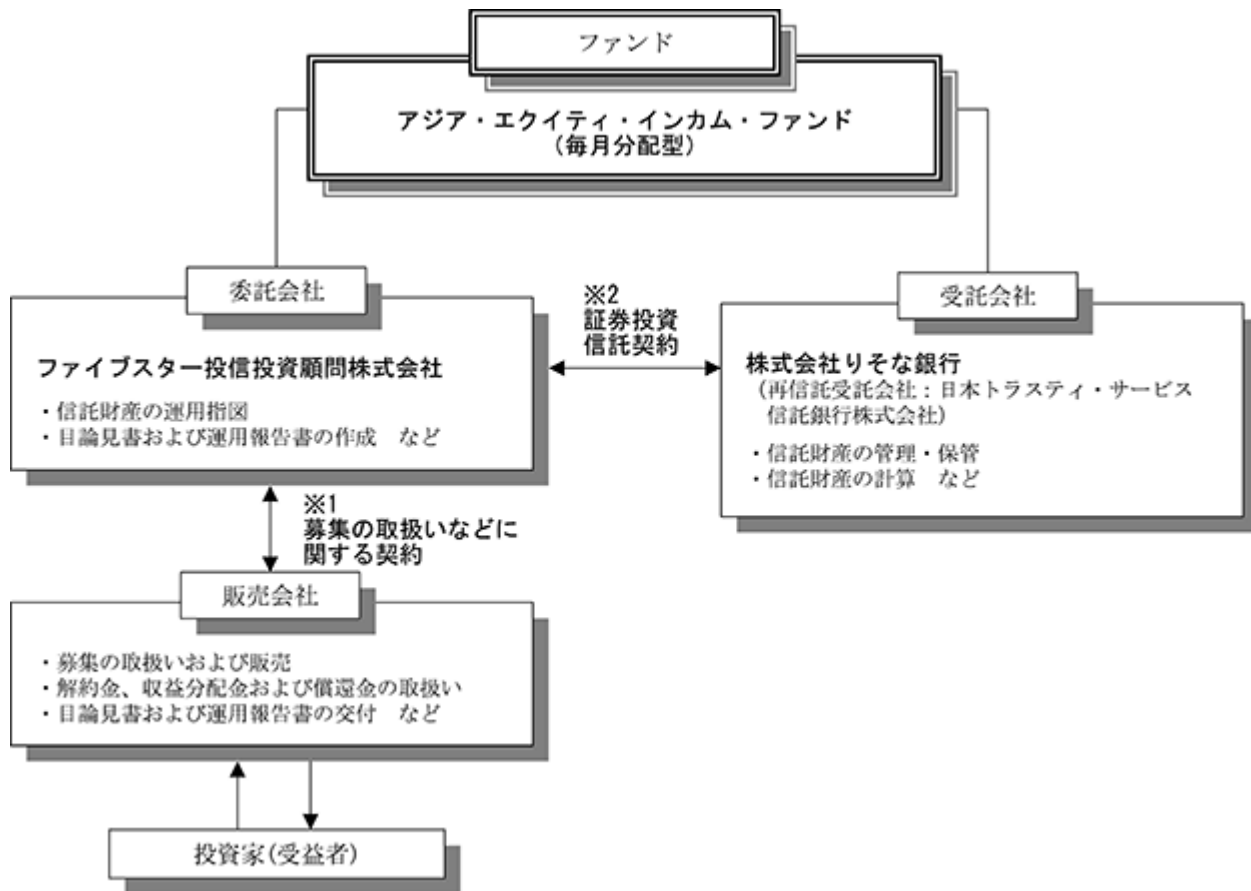 ファンド
アジア・エクイティ・インカム・ファンド
（毎月分配型）
委託会社
ファイブスター投信投資顧問株式会社
・信託財産の運用指図
・目論見書および運用報告書の作成　など
※2
証券投資
信託契約
受託会社
株式会社りそな銀行
（再信託受託会社：日本トラスティ・サービス
信託銀行株式会社）
・信託財産の管理・保管
・信託財産の計算　など
※1
募集の取扱いなどに
関する契約
販売会社
・募集の取扱いおよび販売
・解約金、収益分配金および償還金の取扱い
・目論見書および運用報告書の交付　など
投資家(受益者)